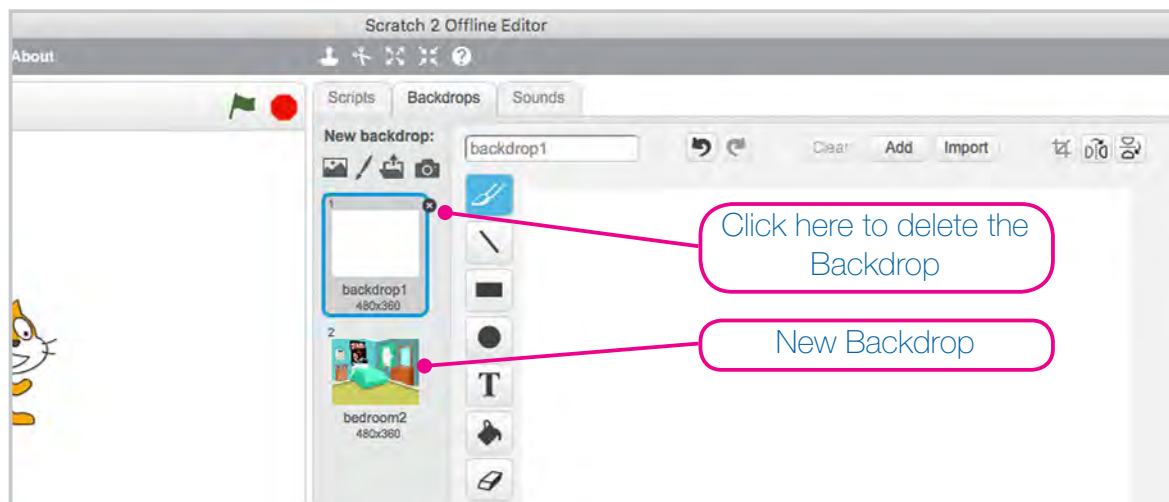 Scratch 2 Offline Editor
About
Scripts Backdrops Sounds
New backdrop:
backdrop1
Clear Add Import
1
Click here to delete the
Backdrop
backdrop1
480x360
2
New Backdrop
T
bedroom2
480x360